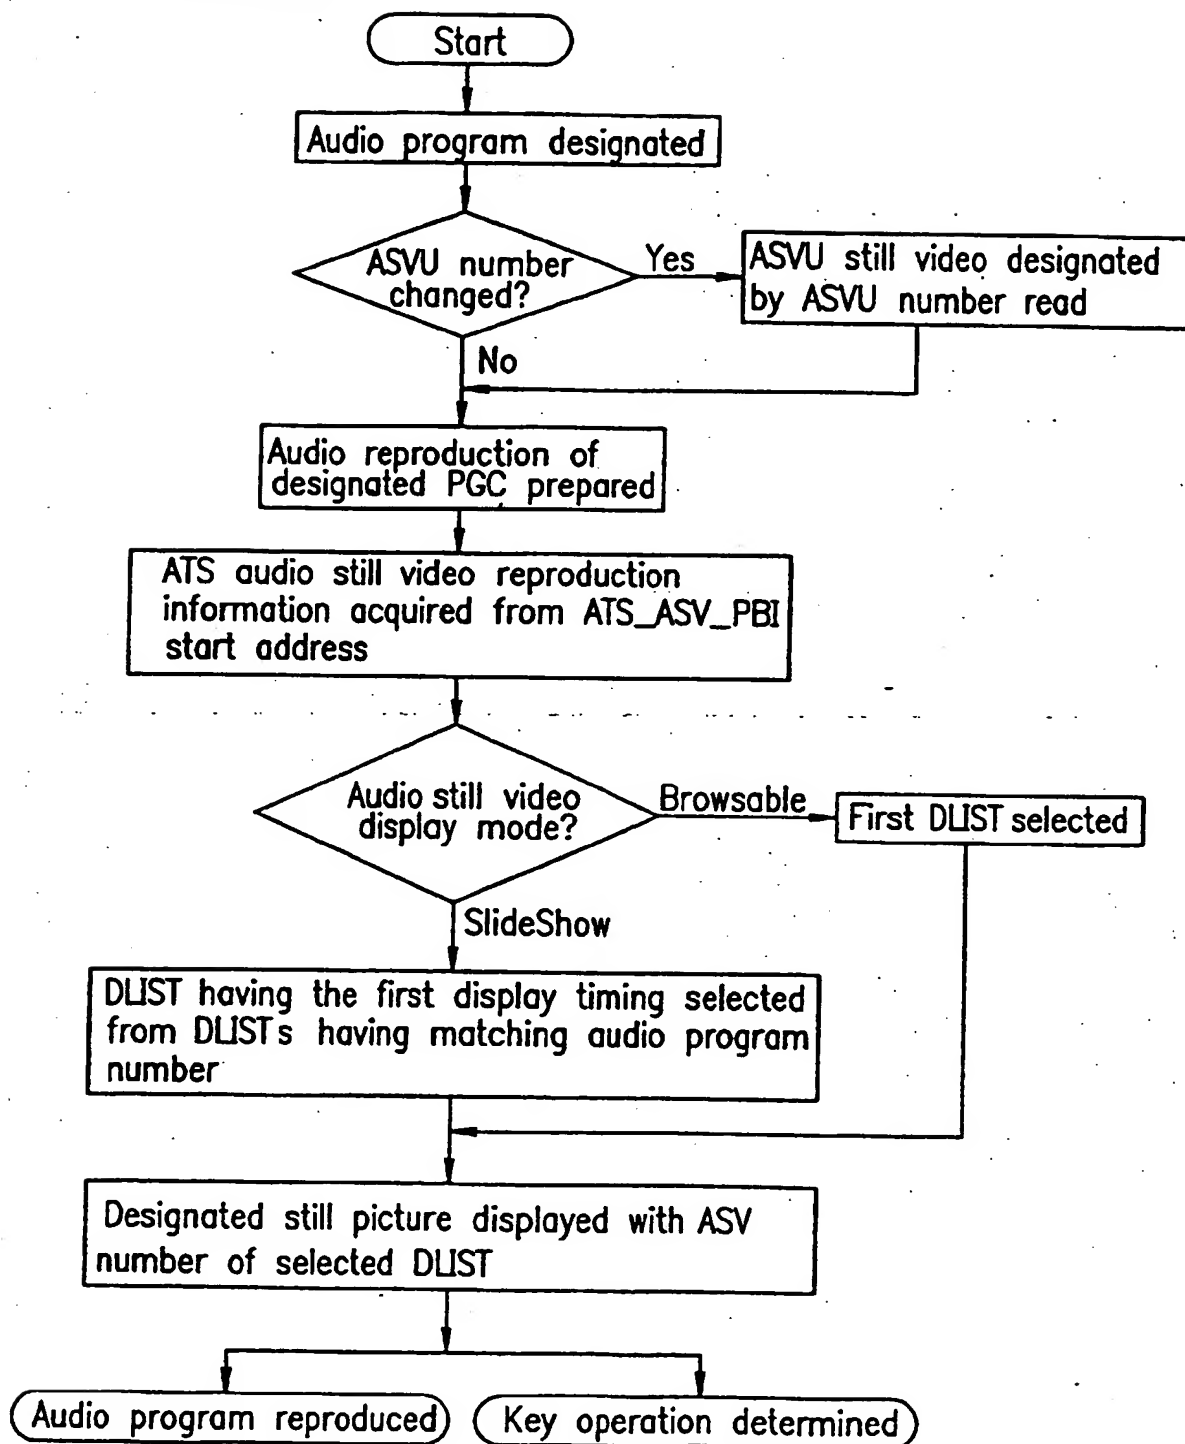 Start
Audio program designated
ASVU number
changed?
Yes
ASVU still video designated
by ASVU number read
No
Audio reproduction of
designated PGC prepared
ATS audio still video reproduction
information acquired from ATS_ASV_PBI
start address
Audio still video
display mode?
Browsable
First DLIST selected
SlideShow
DLIST having the first display timing selected
from DLISTs having matching audio program
number
Designated still picture displayed with ASV
number of selected DLIST
Audio program reproduced
Key operation determined